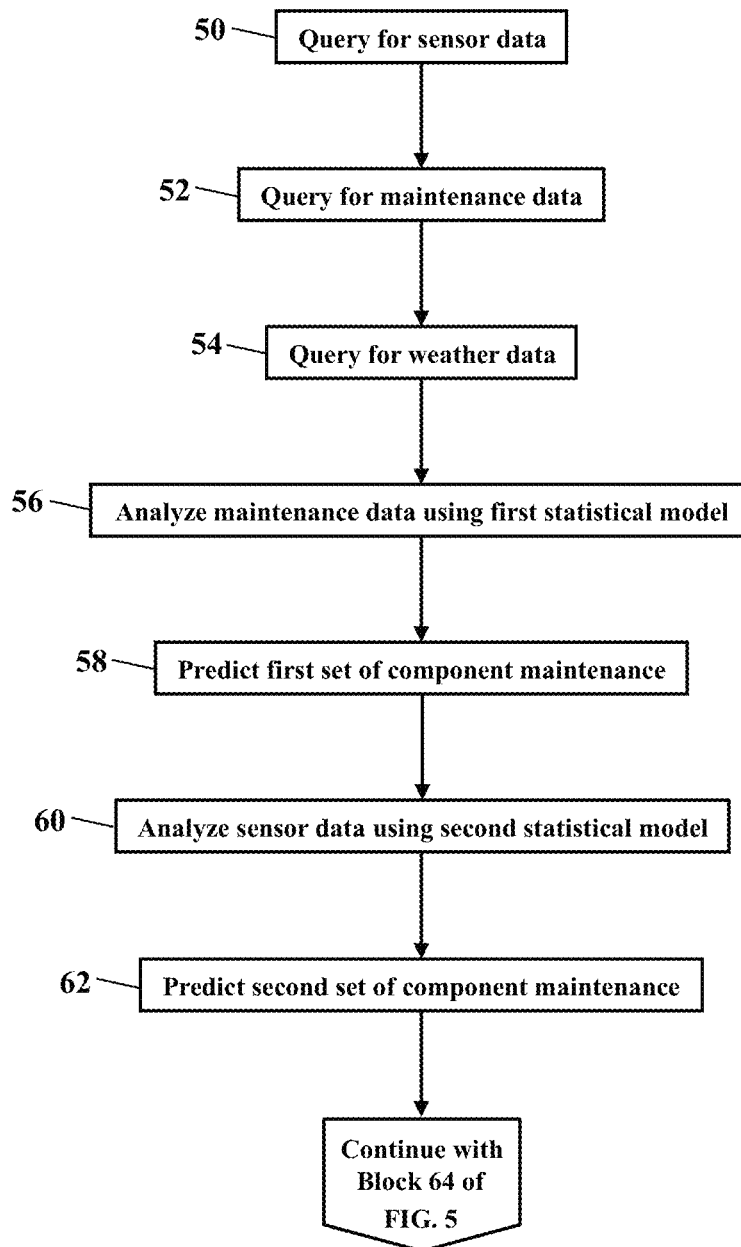 50
Query for sensor data
52
Query for maintenance data
54
Query for weather data
56
Analyze maintenance data using first statistical model
58
Predict first set of component maintenance
60
Analyze sensor data using second statistical model
62
Predict second set of component maintenance
Continue with
Block 64 of
FIG. 5